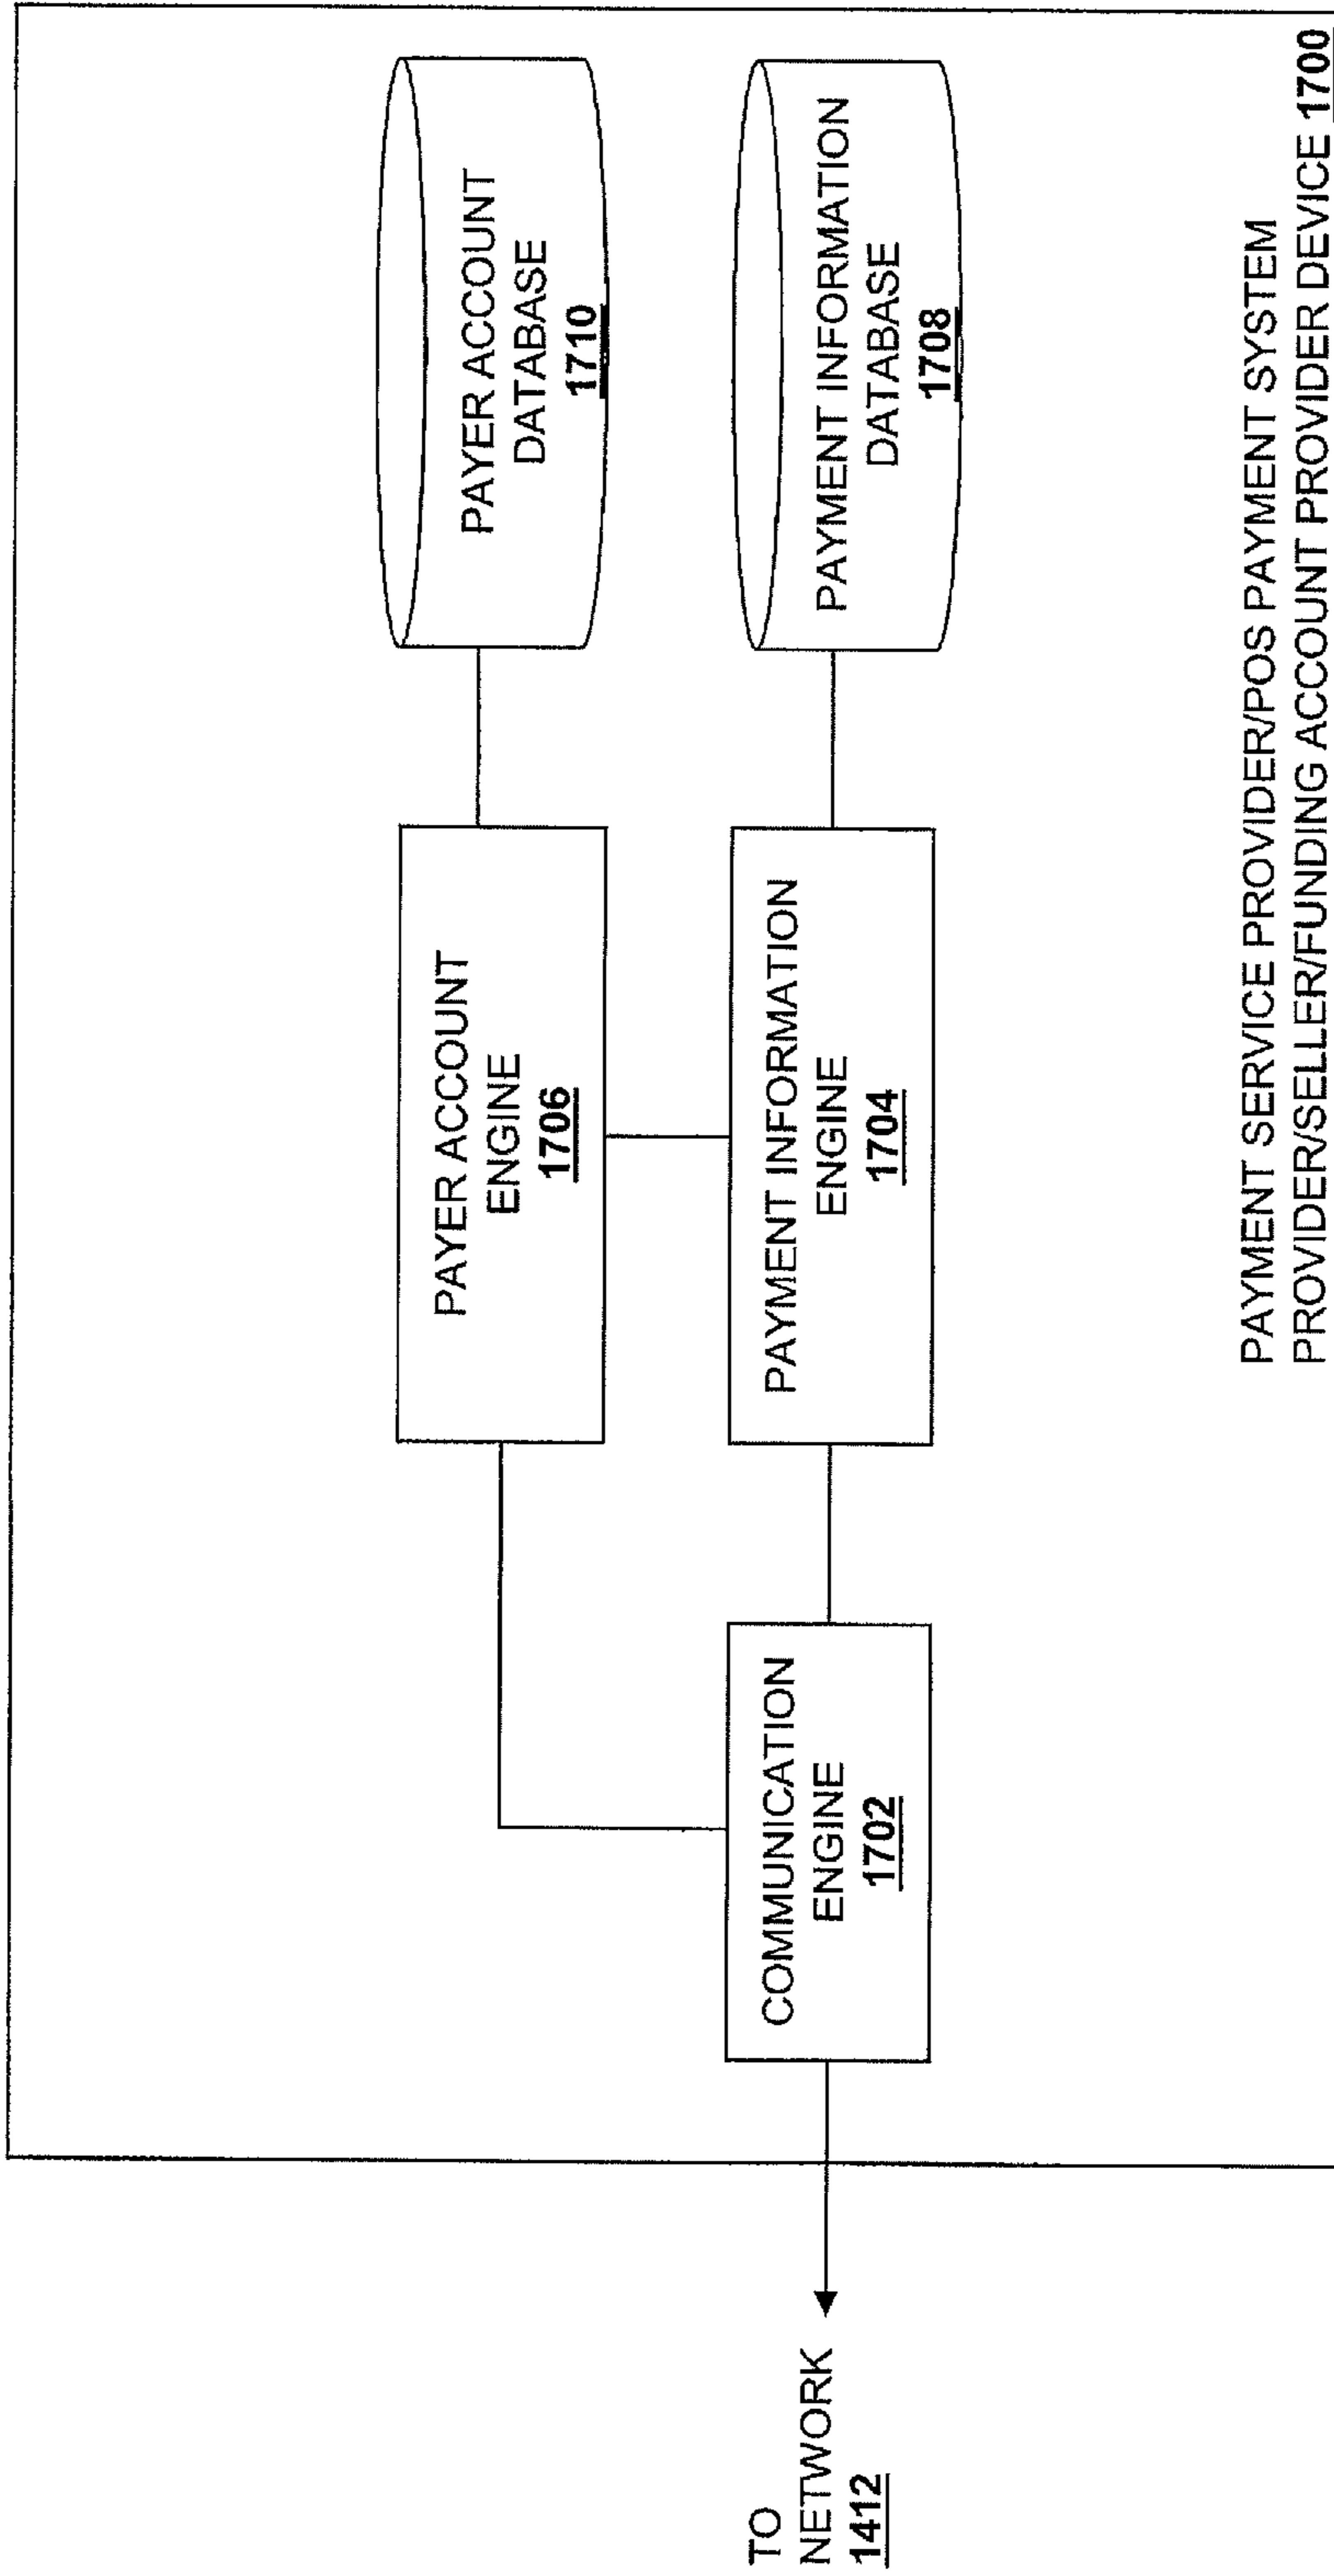 PAYER ACCOUNT
ENGINE
1706
PAYER ACCOUNT
DATABASE
1710
TO
NETWORK
1412
COMMUNICATION
ENGINE
1702
PAYMENT INFORMATION
ENGINE
1704
PAYMENT INFORMATION
DATABASE
1708
PAYMENT SERVICE PROVIDER/POS PAYMENT SYSTEM
PROVIDER/SELLER/FUNDING ACCOUNT PROVIDER DEVICE 1700